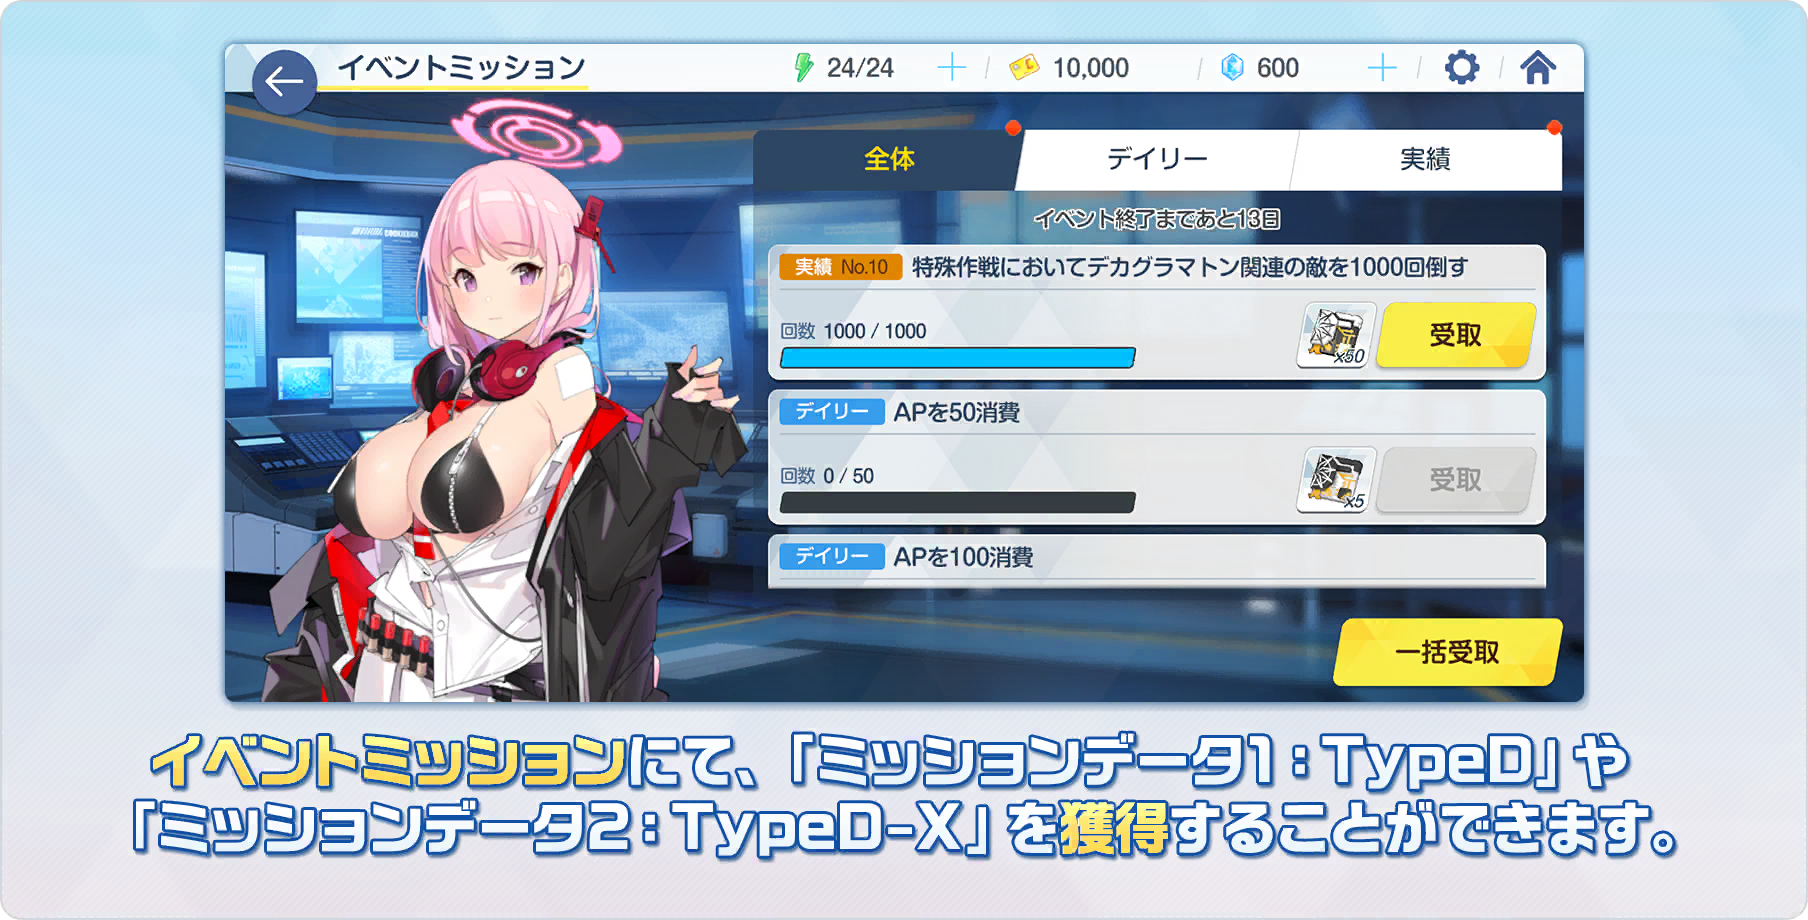 イベントミッション
24/24
10,000
600
全体
デイリー
実績
イベント終了まであと13日
実績 No.10 特殊作戦においてデカグラマトン関連の敵を1000回倒す
回数 1000 / 1000
x50
受取
デイリー APを50消費
回数 0 / 50
x5
受取
デイリー APを100消費
一括受取
イベントミッションにて、「ミッションデータ1：TypeD」や
「ミッションデータ2：TypeD-X」を獲得することができます。